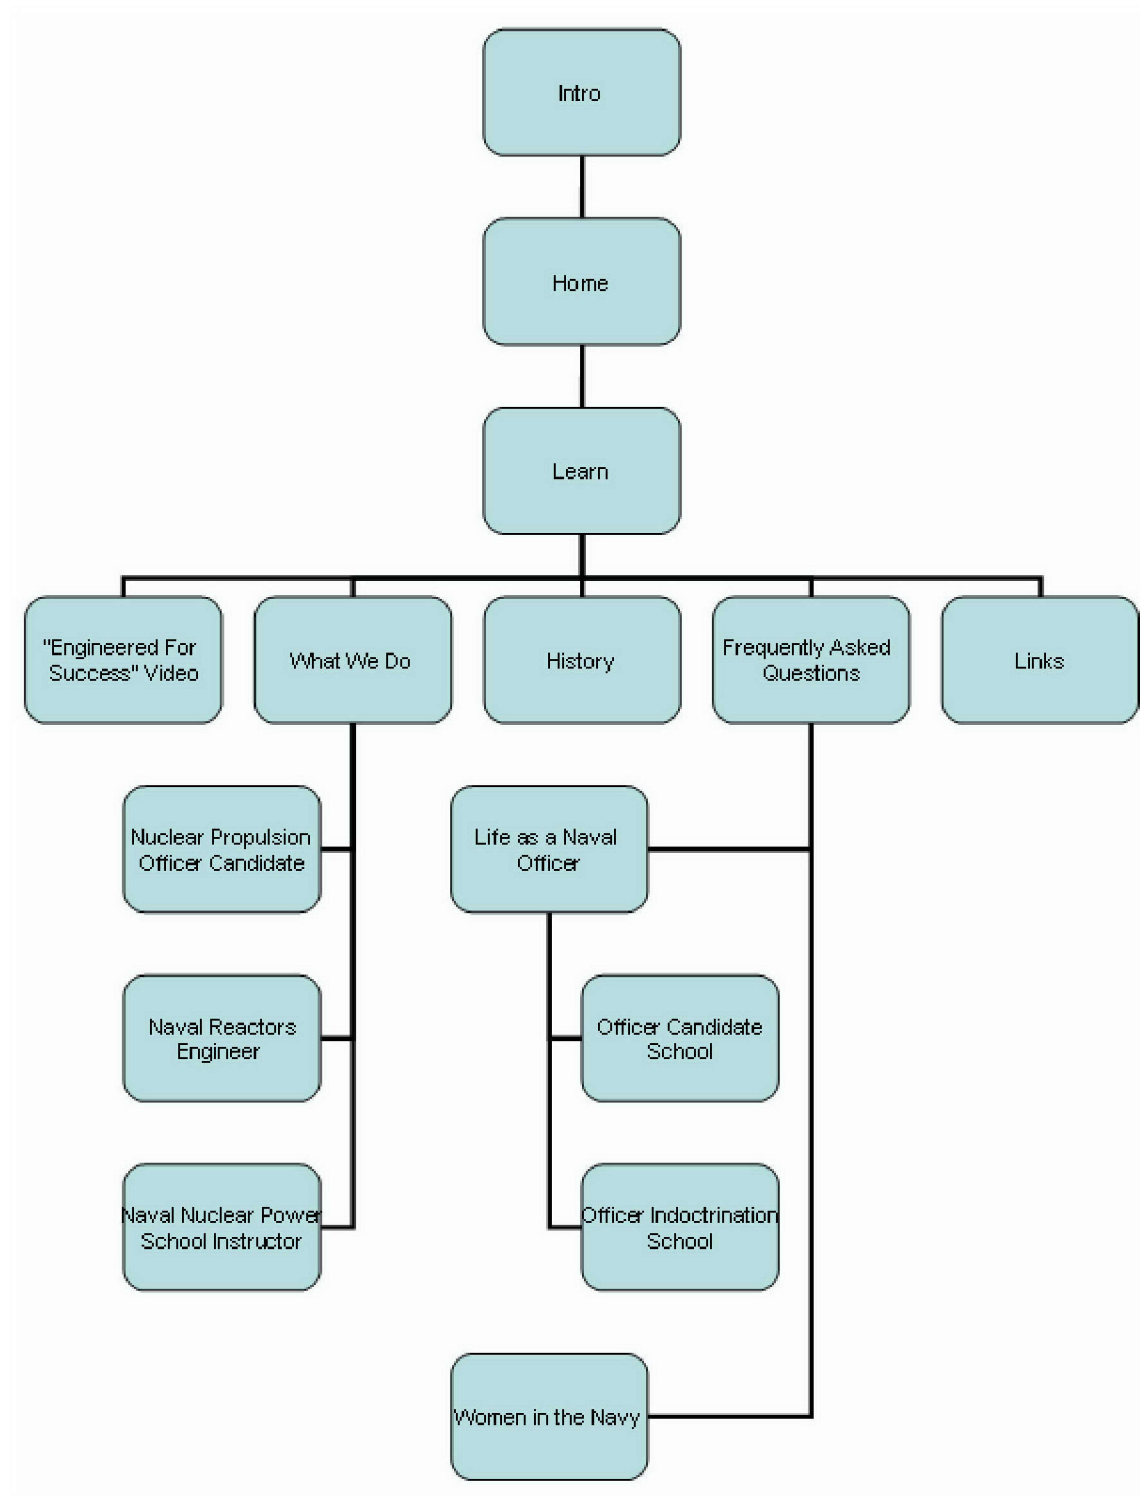 Intro
Home
Learn
"Engineered For
Success" Video
What We Do
History
Frequently Asked
Questions
Links
Nuclear Propulsion
Officer Candidate
Life as a Naval
Officer
Naval Reactors
Engineer
Officer Candidate
School
Naval Nuclear Power
School Instructor
Officer Indoctrination
School
Women in the Navy